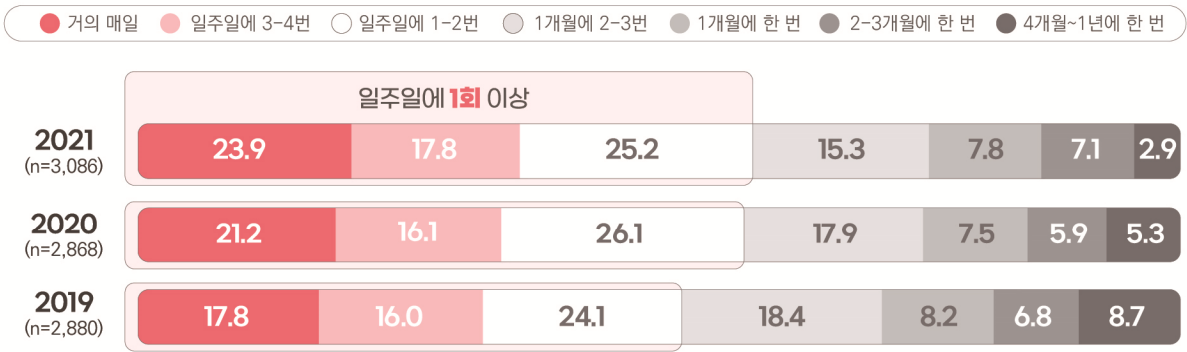 거의 매일 일주일에 3-4번 일주일에 1-2번 1개월에 2-3번 1개월에 한 번 2-3개월에 한 번 4개월~1년에 한 번
일주일에 1회 이상
2021 23.9 17.8 25.2 15.3 7.8 7.1 2.9
(n=3,086)
2020 21.2 16.1 26.1 17.9 7.5 5.9 5.3
(n=2,868)
2019 17.8 16.0 24.1 18.4 8.2 6.8 8.7
(n=2,880)